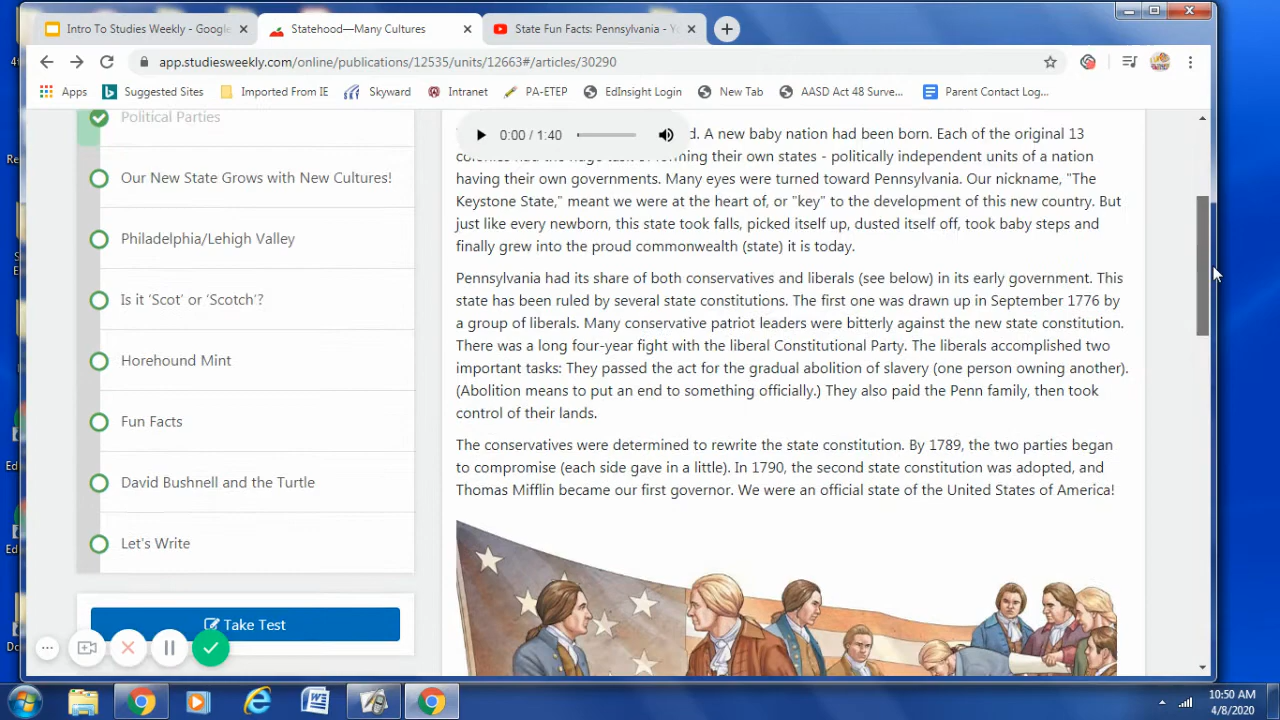 Intro To Studies Weekly - Google
Statehood—Many Cultures
State Fun Facts: Pennsylvania - Y
app.studiesweekly.com/online/publications/12535/units/12663#/articles/30290
Apps
Suggested Sites
Imported From IE
Skyward
Intranet
PA-ETEP
EdInsight Login
New Tab
AASD Act 48 Surve...
Parent Contact Log...
Political Parties
Our New State Grows with New Cultures!
Philadelphia/Lehigh Valley
Is it ‘Scot’ or ‘Scotch’?
Horehound Mint
Fun Facts
David Bushnell and the Turtle
Let's Write
Take Test
0:00 / 1:40
d. A new baby nation had been born. Each of the original 13
forming their own states - politically independent units of a nation
having their own governments. Many eyes were turned toward Pennsylvania. Our nickname, "The
Keystone State," meant we were at the heart of, or "key" to the development of this new country. But
just like every newborn, this state took falls, picked itself up, dusted itself off, took baby steps and
finally grew into the proud commonwealth (state) it is today.
Pennsylvania had its share of both conservatives and liberals (see below) in its early government. This
state has been ruled by several state constitutions. The first one was drawn up in September 1776 by
a group of liberals. Many conservative patriot leaders were bitterly against the new state constitution.
There was a long four-year fight with the liberal Constitutional Party. The liberals accomplished two
important tasks: They passed the act for the gradual abolition of slavery (one person owning another).
(Abolition means to put an end to something officially.) They also paid the Penn family, then took
control of their lands.
The conservatives were determined to rewrite the state constitution. By 1789, the two parties began
to compromise (each side gave in a little). In 1790, the second state constitution was adopted, and
Thomas Mifflin became our first governor. We were an official state of the United States of America!
10:50 AM
4/8/2020